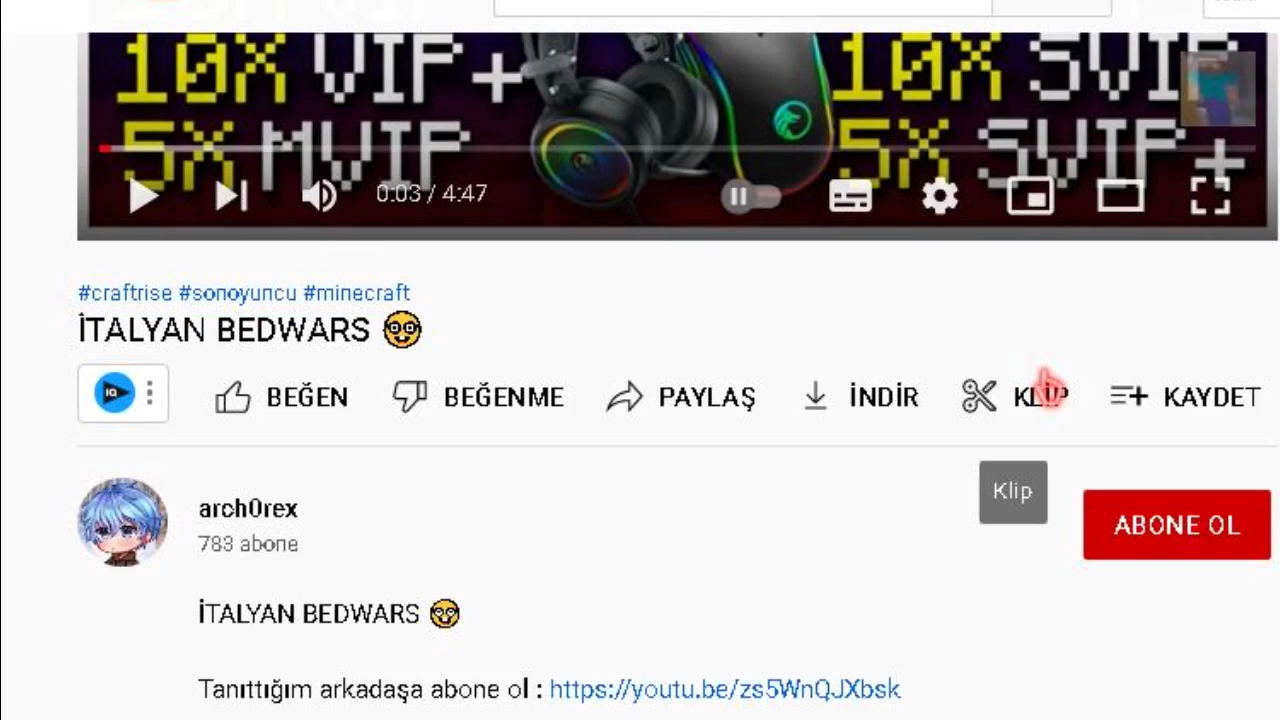 10X VIP+ 10X SVIP
5X MVIP 5X SVIP+
0:03 / 4:47
#craftrise #sonoyuncu #minecraft
İTALYAN BEDWARS
IQ BEĞEN BEĞENME PAYLAŞ İNDİR KLİP KAYDET
arch0rex
783 abone
Klip
ABONE OL
İTALYAN BEDWARS
Tanıttığım arkadaşa abone ol : https://youtu.be/zs5WnQJXbsk